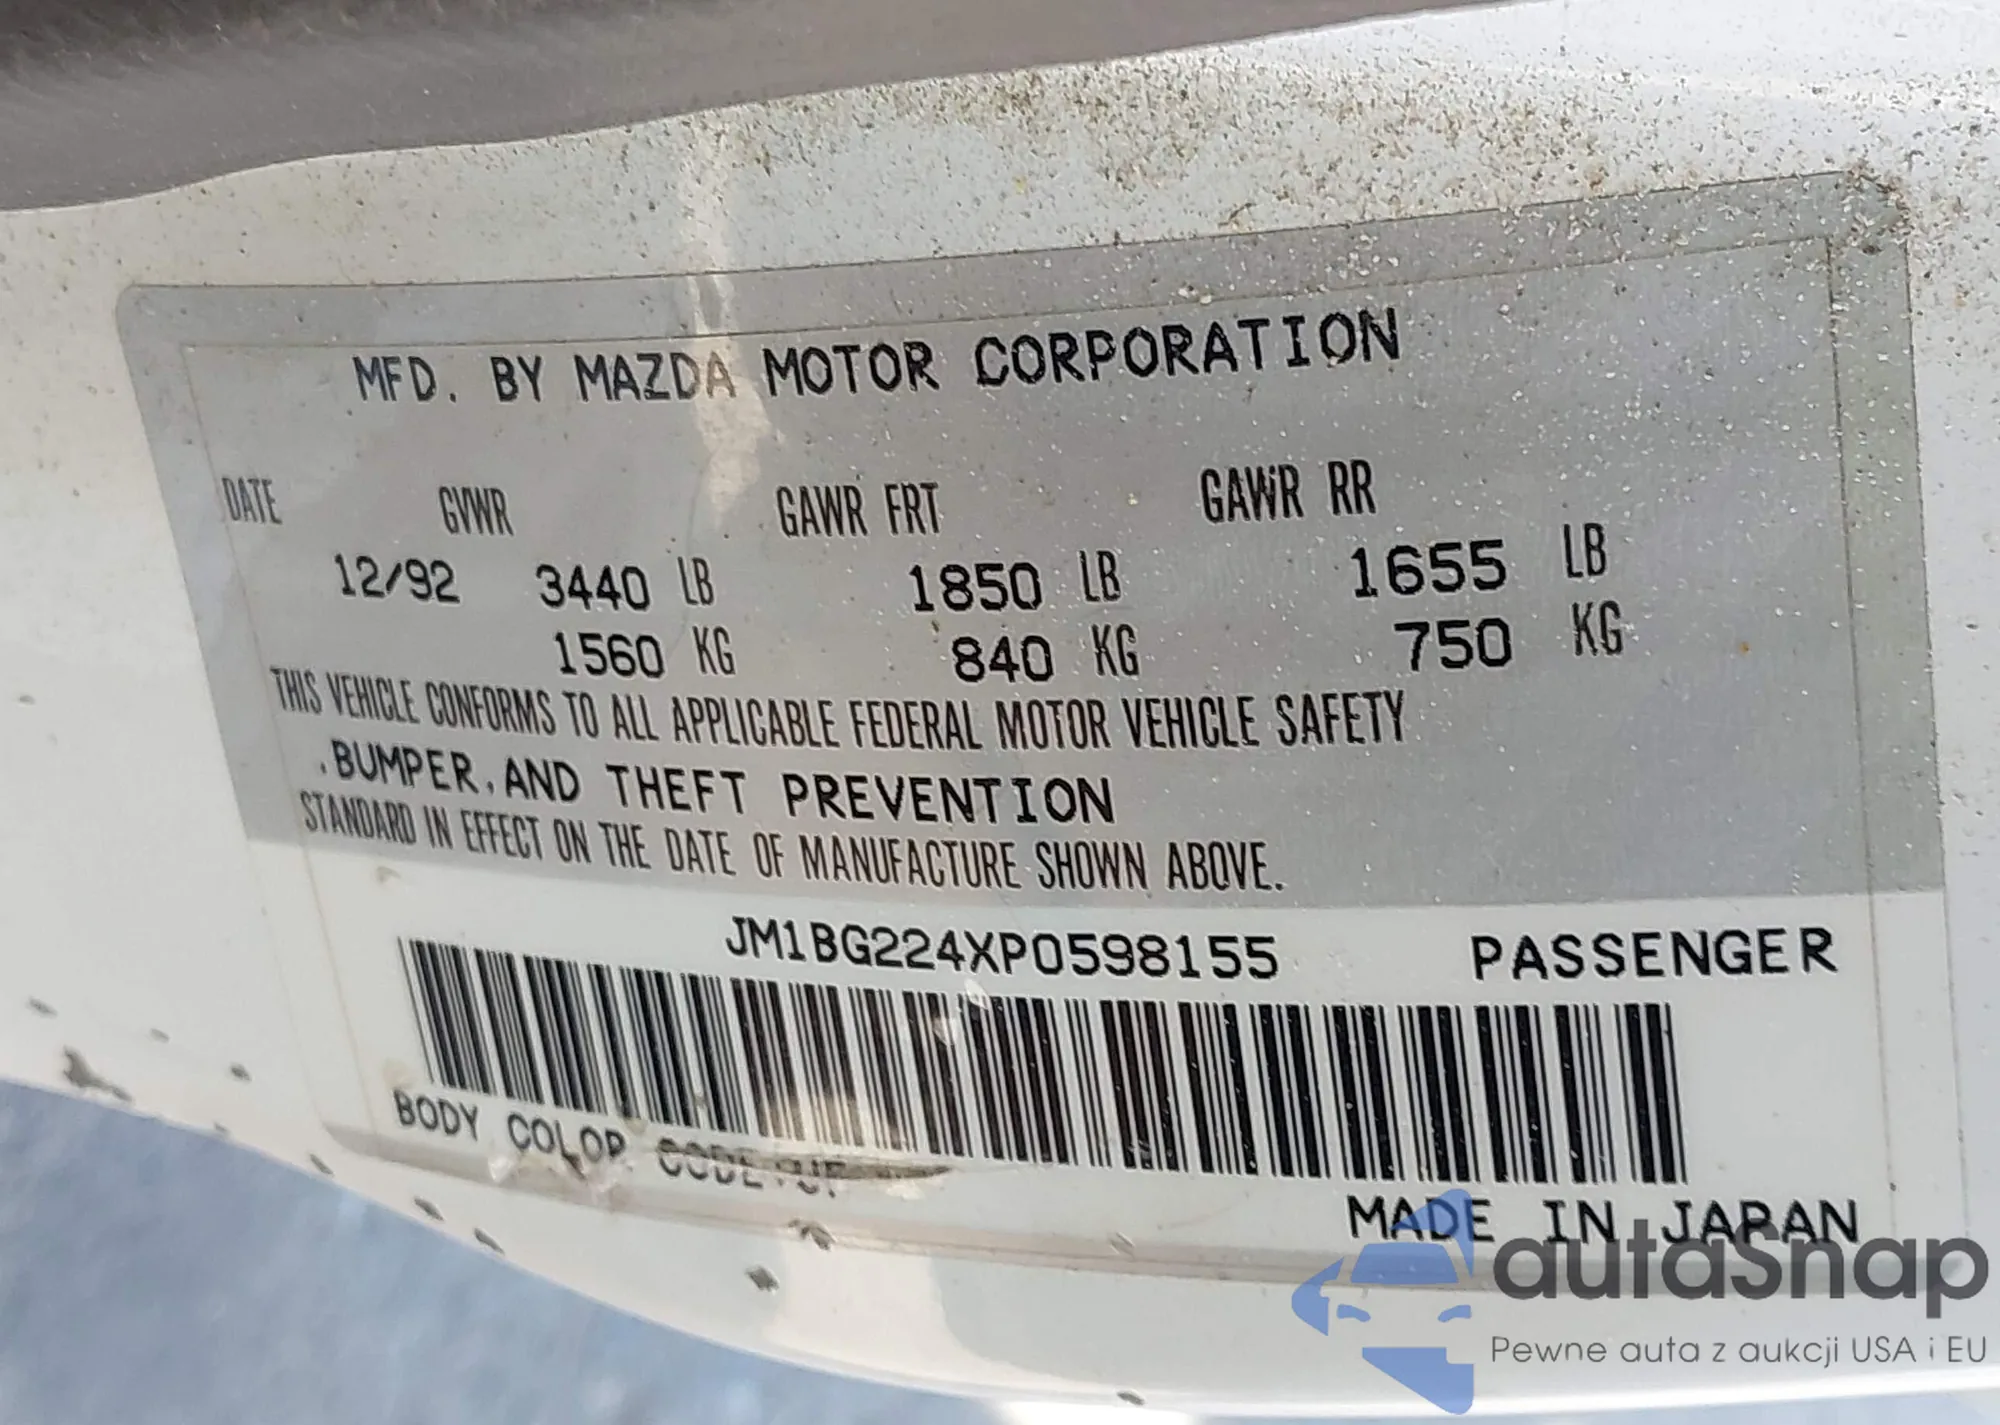 MFD. BY MAZDA MOTOR CORPORATION
DATE GVWR GAWR FRT GAWR RR
12/92 3440 LB 1850 LB 1655 LB
1560 KG 840 KG 750 KG
THIS VEHICLE CONFORMS TO ALL APPLICABLE FEDERAL MOTOR VEHICLE SAFETY
,BUMPER,AND THEFT PREVENTION
STANDARD IN EFFECT ON THE DATE OF MANUFACTURE SHOWN ABOVE.
JM1BG224XP0598155 PASSENGER
BODY COLOR CODE:
MADE IN JAPAN
autaSnap
Pewne auta z aukcji USA i EU